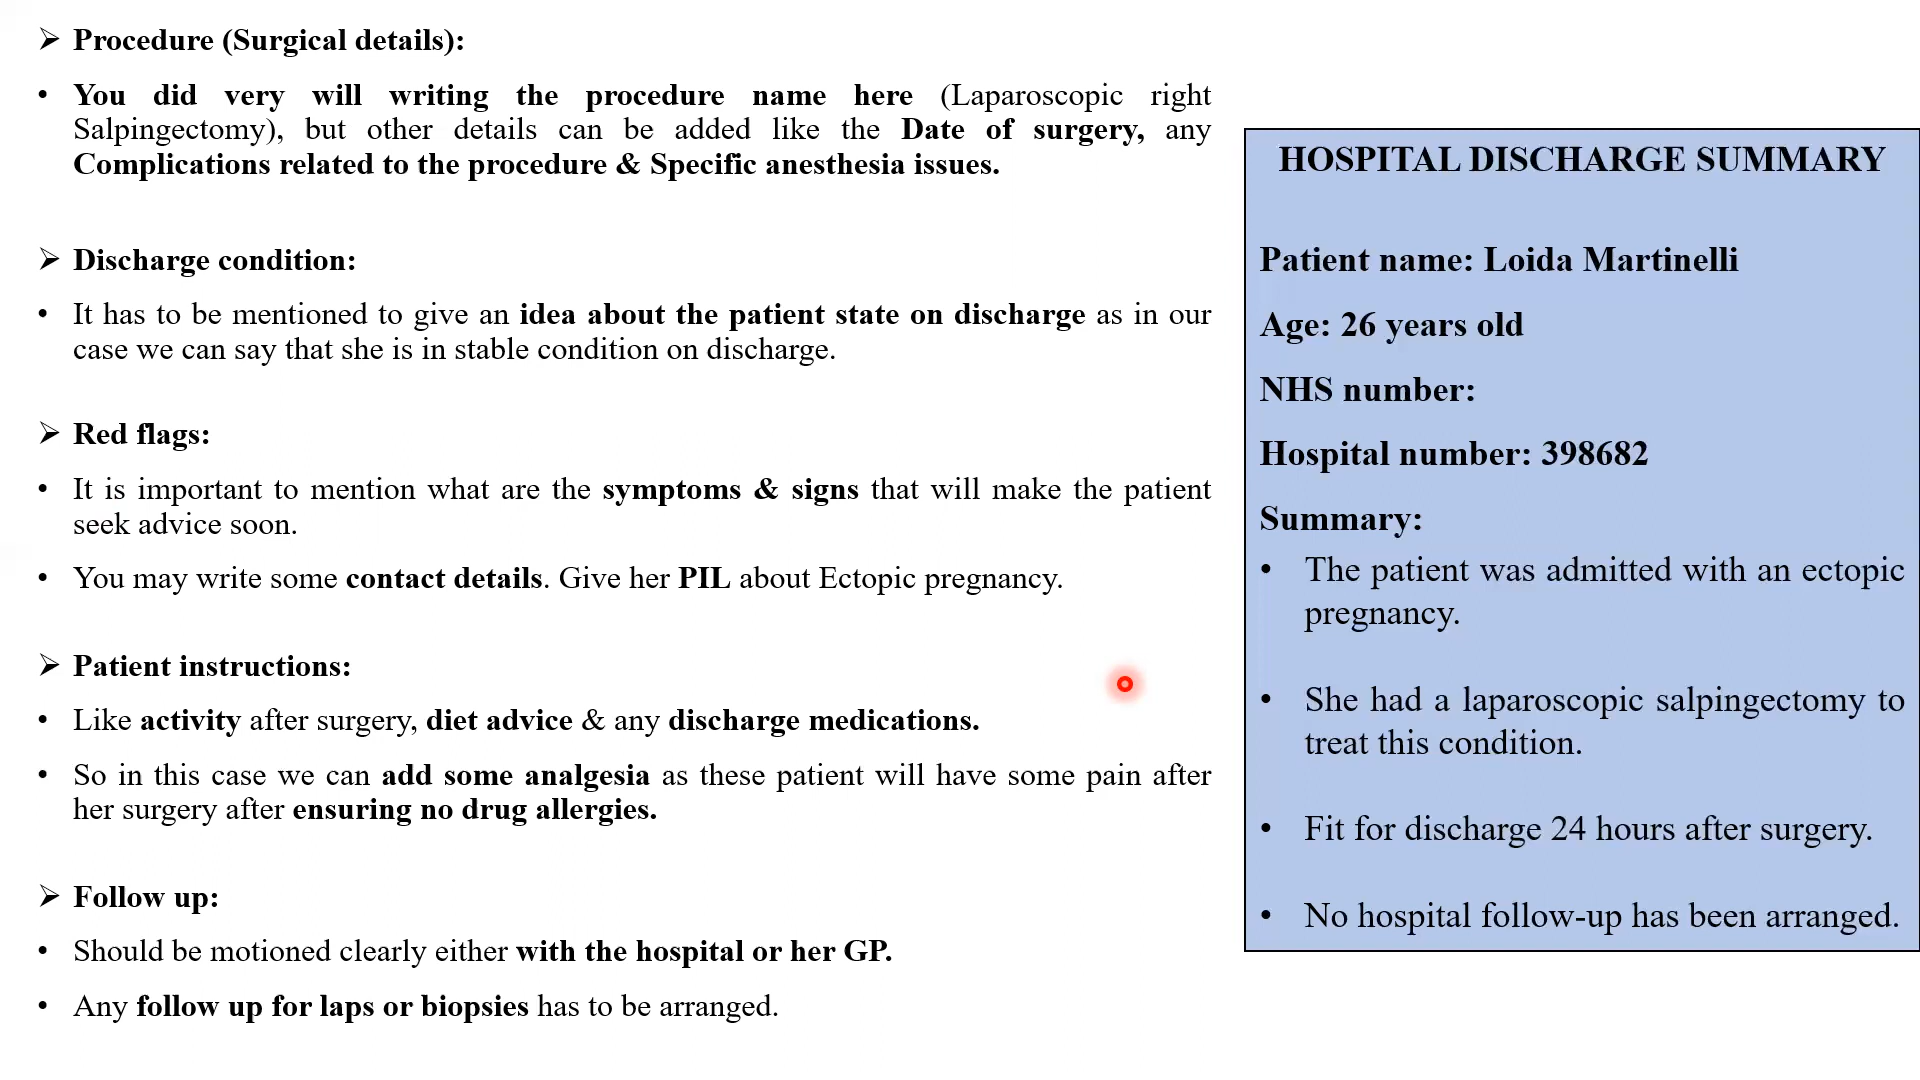 ➢ Procedure (Surgical details):
• You did very will writing the procedure name here (Laparoscopic right
Salpingectomy), but other details can be added like the Date of surgery, any
Complications related to the procedure & Specific anesthesia issues.
➢ Discharge condition:
• It has to be mentioned to give an idea about the patient state on discharge as in our
case we can say that she is in stable condition on discharge.
➢ Red flags:
• It is important to mention what are the symptoms & signs that will make the patient
seek advice soon.
• You may write some contact details. Give her PIL about Ectopic pregnancy.
➢ Patient instructions:
• Like activity after surgery, diet advice & any discharge medications.
• So in this case we can add some analgesia as these patient will have some pain after
her surgery after ensuring no drug allergies.
➢ Follow up:
• Should be motioned clearly either with the hospital or her GP.
• Any follow up for laps or biopsies has to be arranged.
HOSPITAL DISCHARGE SUMMARY
Patient name: Loida Martinelli
Age: 26 years old
NHS number:
Hospital number: 398682
Summary:
• The patient was admitted with an ectopic
pregnancy.
• She had a laparoscopic salpingectomy to
treat this condition.
• Fit for discharge 24 hours after surgery.
• No hospital follow-up has been arranged.